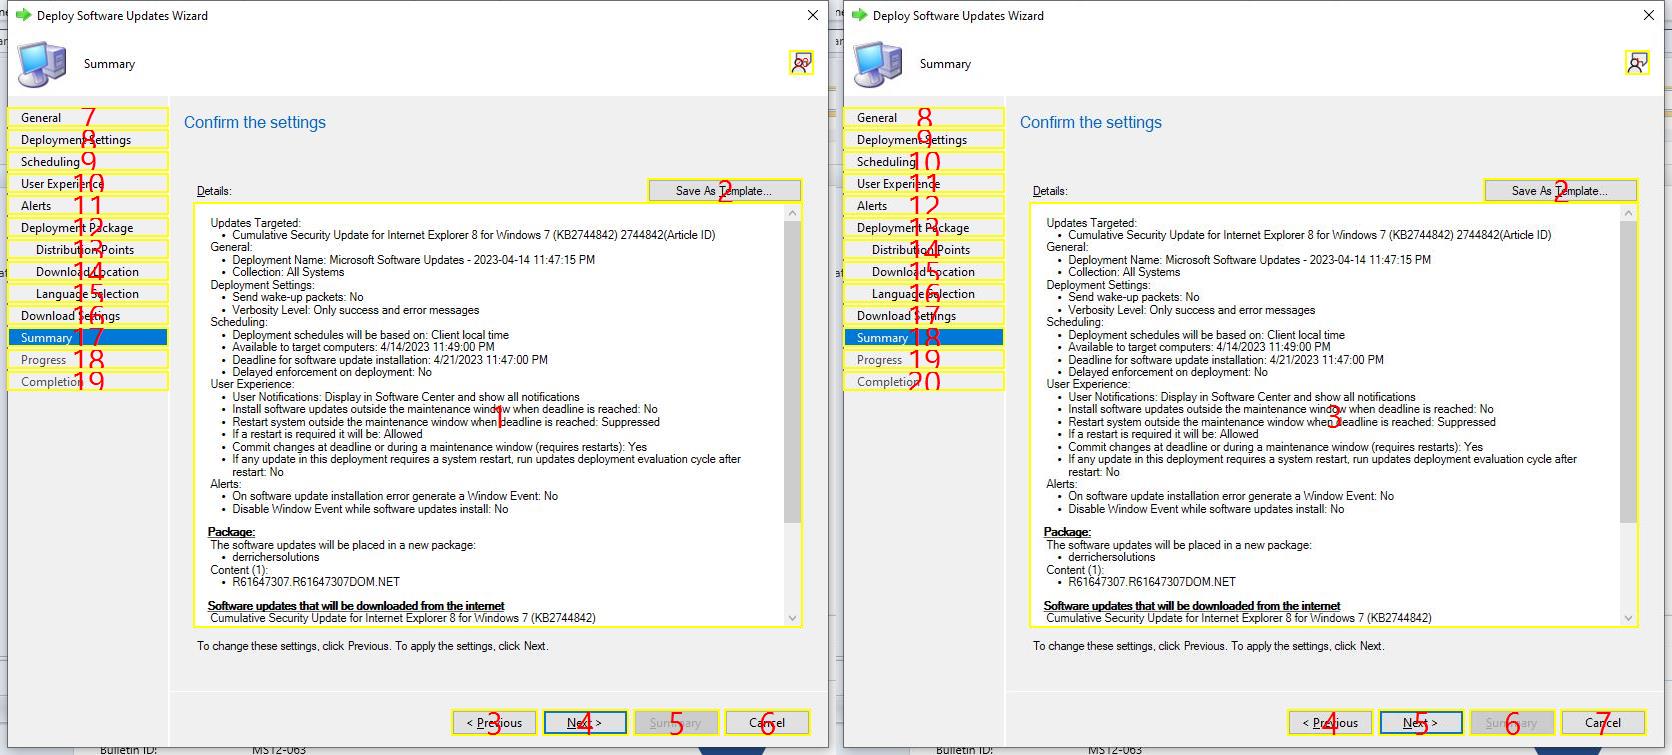 Deploy Software Updates Wizard
Summary
General
Deployment Settings
Scheduling
User Experience
Alerts
Deployment Package
Distribution Points
Download Location
Language Selection
Download Settings
Summary
Progress
Completion
7
8
9
10
11
12
13
14
15
16
17
18
19
Confirm the settings
Details:
Save As Template...
2
Updates Targeted:
• Cumulative Security Update for Internet Explorer 8 for Windows 7 (KB2744842) 2744842(Article ID)
General:
• Deployment Name: Microsoft Software Updates - 2023-04-14 11:47:15 PM
• Collection: All Systems
Deployment Settings:
• Send wake-up packets: No
• Verbosity Level: Only success and error messages
Scheduling:
• Deployment schedules will be based on: Client local time
• Available to target computers: 4/14/2023 11:49:00 PM
• Deadline for software update installation: 4/21/2023 11:47:00 PM
• Delayed enforcement on deployment: No
User Experience:
• User Notifications: Display in Software Center and show all notifications
• Install software updates outside the maintenance window when deadline is reached: No
• Restart system outside the maintenance window when deadline is reached: Suppressed
• If a restart is required it will be: Allowed
• Commit changes at deadline or during a maintenance window (requires restarts): Yes
• If any update in this deployment requires a system restart, run updates deployment evaluation cycle after
restart: No
Alerts:
• On software update installation error generate a Window Event: No
• Disable Window Event while software updates install: No
Package:
The software updates will be placed in a new package:
• derrichersolutions
Content (1):
• R61647307.R61647307DOM.NET
Software updates that will be downloaded from the internet
Cumulative Security Update for Internet Explorer 8 for Windows 7 (KB2744842)
1
To change these settings, click Previous. To apply the settings, click Next.
< Previous
Next >
Summary
Cancel
3
4
5
6
Bulletin ID:
MS12-063
Deploy Software Updates Wizard
Summary
General
Deployment Settings
Scheduling
User Experience
Alerts
Deployment Package
Distribution Points
Download Location
Language Selection
Download Settings
Summary
Progress
Completion
8
9
10
11
12
13
14
15
16
17
18
19
20
Confirm the settings
Details:
Save As Template...
2
Updates Targeted:
• Cumulative Security Update for Internet Explorer 8 for Windows 7 (KB2744842) 2744842(Article ID)
General:
• Deployment Name: Microsoft Software Updates - 2023-04-14 11:47:15 PM
• Collection: All Systems
Deployment Settings:
• Send wake-up packets: No
• Verbosity Level: Only success and error messages
Scheduling:
• Deployment schedules will be based on: Client local time
• Available to target computers: 4/14/2023 11:49:00 PM
• Deadline for software update installation: 4/21/2023 11:47:00 PM
• Delayed enforcement on deployment: No
User Experience:
• User Notifications: Display in Software Center and show all notifications
• Install software updates outside the maintenance window when deadline is reached: No
• Restart system outside the maintenance window when deadline is reached: Suppressed
• If a restart is required it will be: Allowed
• Commit changes at deadline or during a maintenance window (requires restarts): Yes
• If any update in this deployment requires a system restart, run updates deployment evaluation cycle after
restart: No
Alerts:
• On software update installation error generate a Window Event: No
• Disable Window Event while software updates install: No
Package:
The software updates will be placed in a new package:
• derrichersolutions
Content (1):
• R61647307.R61647307DOM.NET
Software updates that will be downloaded from the internet
Cumulative Security Update for Internet Explorer 8 for Windows 7 (KB2744842)
3
To change these settings, click Previous. To apply the settings, click Next.
< Previous
Next >
Summary
Cancel
4
5
6
7
Bulletin ID:
MS12-063